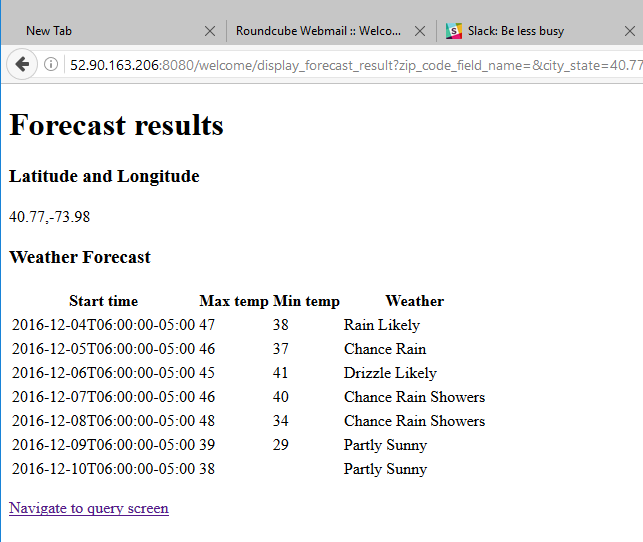 New Tab
Roundcube Webmail :: Welco...
Slack: Be less busy
52.90.163.206:8080/welcome/display_forecast_result?zip_code_field_name=&city_state=40.77
Forecast results
Latitude and Longitude
40.77,-73.98
Weather Forecast
Start time Max temp Min temp Weather
2016-12-04T06:00:00-05:00 47 38 Rain Likely
2016-12-05T06:00:00-05:00 46 37 Chance Rain
2016-12-06T06:00:00-05:00 45 41 Drizzle Likely
2016-12-07T06:00:00-05:00 46 40 Chance Rain Showers
2016-12-08T06:00:00-05:00 48 34 Chance Rain Showers
2016-12-09T06:00:00-05:00 39 29 Partly Sunny
2016-12-10T06:00:00-05:00 38 Partly Sunny
Navigate to query screen